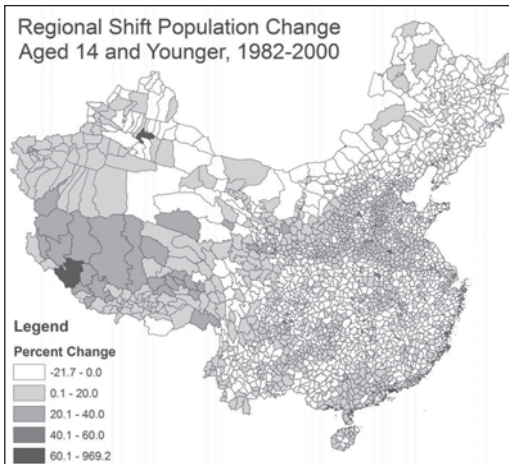 Regional Shift Population Change
Aged 14 and Younger, 1982-2000
Legend
Percent Change
-21.7 - 0.0
0.1 - 20.0
20.1 - 40.0
40.1 - 60.0
60.1 - 969.2